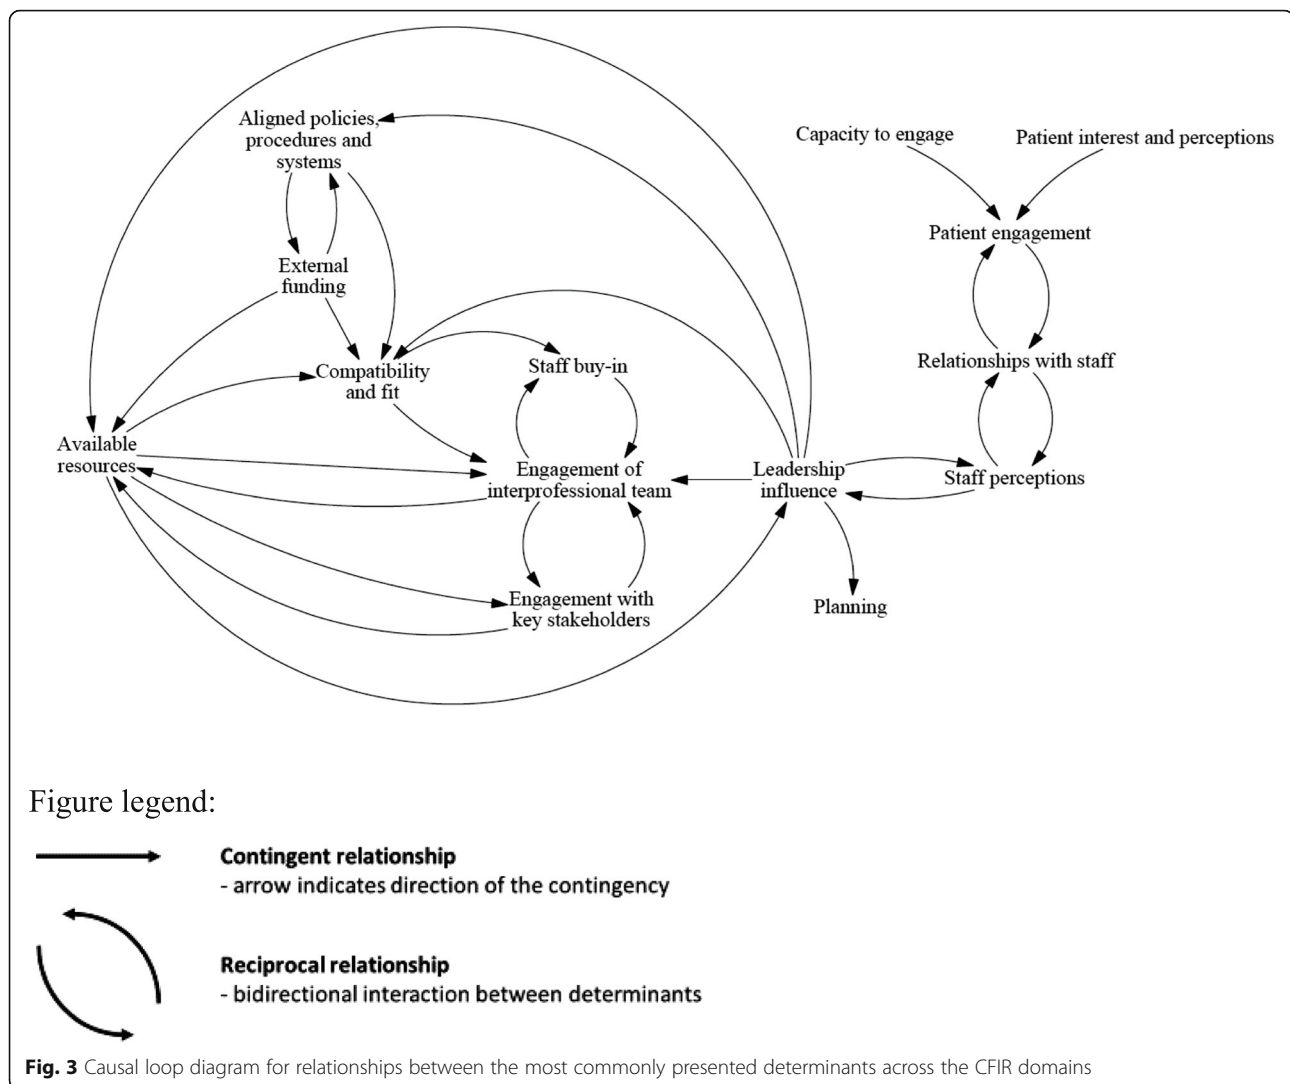 Aligned policies,
procedures and
systems
Capacity to engage
Patient interest and perceptions
Patient engagement
External
funding
Compatibility
and fit
Staff buy-in
Relationships with staff
Available
resources
Engagement of
interprofessional team
Leadership
influence
Staff perceptions
Engagement with
key stakeholders
Planning
Figure legend:
Contingent relationship
- arrow indicates direction of the contingency
Reciprocal relationship
- bidirectional interaction between determinants
Fig. 3 Causal loop diagram for relationships between the most commonly presented determinants across the CFIR domains